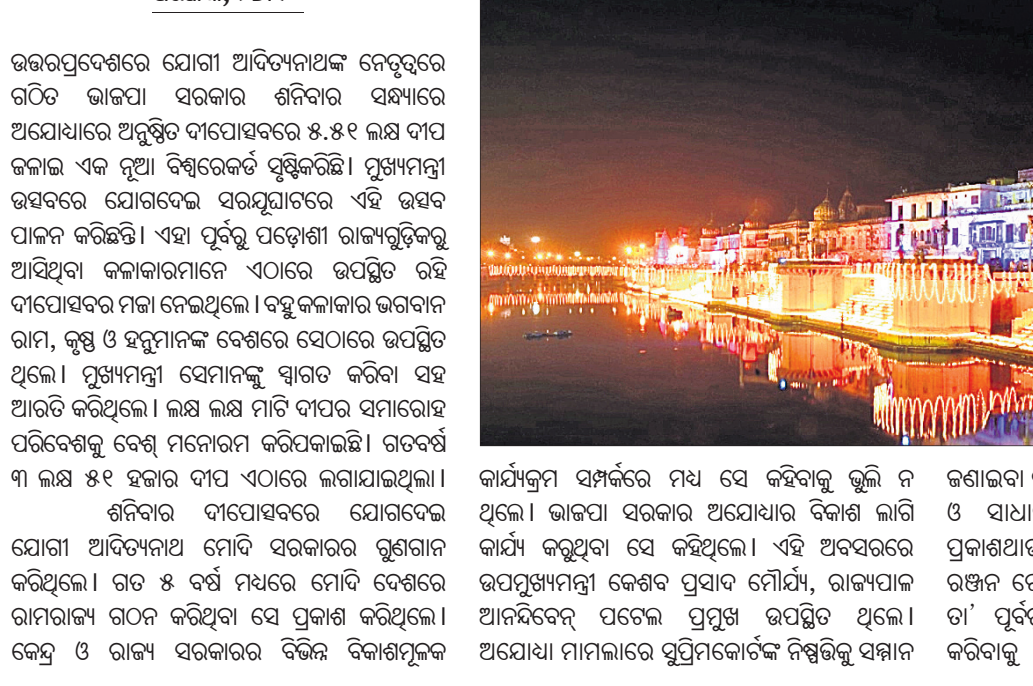 ଉତ୍ତରପ୍ରଦେଶରେ ଯୋଗୀ ଆଦିତ୍ୟନାଥଙ୍କ ନେତୃତ୍ୱରେ
ଗଠିତ ଭାଜପା ସରକାର ଶନିବାର ସନ୍ଧ୍ୟାରେ
ଅଯୋଧ୍ୟାରେ ଅନୁଷ୍ଠିତ ଦୀପୋତ୍ସବରେ ୫.୫୧ ଲକ୍ଷ ଦୀପ
ଜଳାଇ ଏକ ନୂଆ ବିଶ୍ୱରେକର୍ଡ ସୃଷ୍ଟିକରିଛି। ମୁଖ୍ୟମନ୍ତ୍ରୀ
ଉତ୍ସବରେ ଯୋଗଦେଇ ସରଯୂଘାଟରେ ଏହି ଉତ୍ସବ
ପାଳନ କରିଛନ୍ତି। ଏହା ପୂର୍ବରୁ ପଡ଼ୋଶୀ ରାଜ୍ୟଗୁଡ଼ିକରୁ
ଆସିଥିବା କଳାକାରମାନେ ଏଠାରେ ଉପସ୍ଥିତ ରହି
ଦୀପୋତ୍ସବର ମଜା ନେଇଥିଲେ। ବହୁ କଳାକାର ଭଗବାନ
ରାମ, କୃଷ୍ଣ ଓ ହନୁମାନଙ୍କ ବେଶରେ ସେଠାରେ ଉପସ୍ଥିତ
ଥିଲେ। ମୁଖ୍ୟମନ୍ତ୍ରୀ ସେମାନଙ୍କୁ ସ୍ୱାଗତ କରିବା ସହ
ଆରତି କରିଥିଲେ। ଲକ୍ଷ ଲକ୍ଷ ମାଟି ଦୀପର ସମାରୋହ
ପରିବେଶକୁ ବେଶ୍ ମନୋରମ କରିପକାଇଛି। ଗତବର୍ଷ
୩ ଲକ୍ଷ ୫୧ ହଜାର ଦୀପ ଏଠାରେ ଲଗାଯାଇଥିଲା।
ଶନିବାର ଦୀପୋତ୍ସବରେ ଯୋଗଦେଇ
ଯୋଗୀ ଆଦିତ୍ୟନାଥ ମୋଦି ସରକାରର ଗୁଣଗାନ
କରିଥିଲେ। ଗତ ୫ ବର୍ଷ ମଧ୍ୟରେ ମୋଦି ଦେଶରେ
ରାମରାଜ୍ୟ ଗଠନ କରିଥିବା ସେ ପ୍ରକାଶ କରିଥିଲେ।
କେନ୍ଦ୍ର ଓ ରାଜ୍ୟ ସରକାରର ବିଭିନ୍ନ ବିକାଶମୂଳକ
କାର୍ଯ୍ୟକ୍ରମ ସମ୍ପର୍କରେ ମଧ୍ୟ ସେ କହିବାକୁ ଭୁଲି ନ
ଥିଲେ। ଭାଜପା ସରକାର ଅଯୋଧ୍ୟାର ବିକାଶ ଲାଗି
କାର୍ଯ୍ୟ କରୁଥିବା ସେ କହିଥିଲେ। ଏହି ଅବସରରେ
ଉପମୁଖ୍ୟମନ୍ତ୍ରୀ କେଶବ ପ୍ରସାଦ ମୌର୍ଯ୍ୟ, ରାଜ୍ୟପାଳ
ଆନନ୍ଦିବେନ୍ ପଟେଲ ପ୍ରମୁଖ ଉପସ୍ଥିତ ଥିଲେ।
ଅଯୋଧ୍ୟା ମାମଲାରେ ସୁପ୍ରିମକୋର୍ଟଙ୍କ ନିଷ୍ପତ୍ତିକୁ ସମ୍ମାନ
ଜଣାଇବା
ଓ
ରଞ୍ଜନ
ତା'
କରିବାକୁ